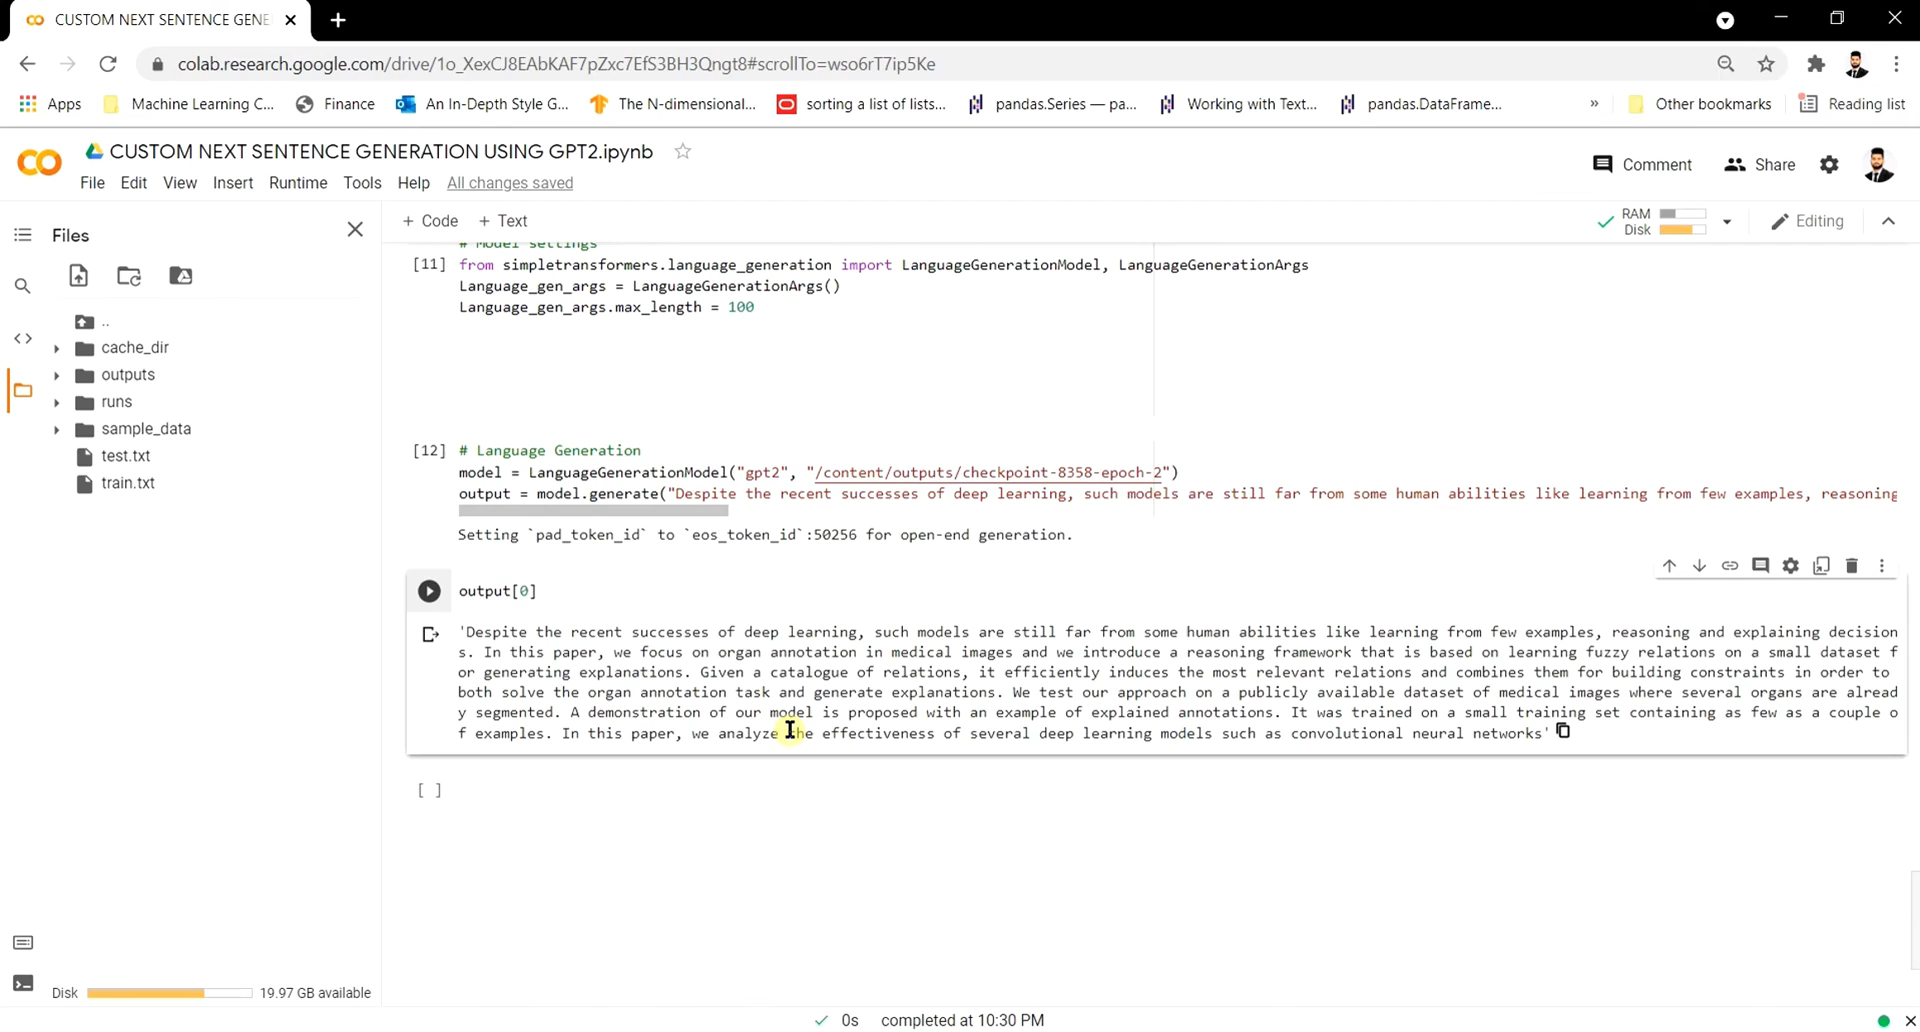 CUSTOM NEXT SENTENCE GENE
colab.research.google.com/drive/1o_XexCJ8EAbKAF7pZxc7EfS3BH3Qngt8#scrollTo=wso6rT7ip5Ke
Apps Machine Learning C... Finance An In-Depth Style G... The N-dimensional... sorting a list of lists... pandas.Series — pa... Working with Text... pandas.DataFrame... » Other bookmarks Reading list
CUSTOM NEXT SENTENCE GENERATION USING GPT2.ipynb
Comment Share
File Edit View Insert Runtime Tools Help All changes saved
Files
+ Code + Text
RAM
Disk
Editing
..
cache_dir
outputs
runs
sample_data
test.txt
train.txt
Disk 19.97 GB available
# Model settings
[11] from simpletransformers.language_generation import LanguageGenerationModel, LanguageGenerationArgs
Language_gen_args = LanguageGenerationArgs()
Language_gen_args.max_length = 100
[12] # Language Generation
model = LanguageGenerationModel("gpt2", "/content/outputs/checkpoint-8358-epoch-2")
output = model.generate("Despite the recent successes of deep learning, such models are still far from some human abilities like learning from few examples, reasoning
Setting `pad_token_id` to `eos_token_id`:50256 for open-end generation.
output[0]
'Despite the recent successes of deep learning, such models are still far from some human abilities like learning from few examples, reasoning and explaining decision
s. In this paper, we focus on organ annotation in medical images and we introduce a reasoning framework that is based on learning fuzzy relations on a small dataset f
or generating explanations. Given a catalogue of relations, it efficiently induces the most relevant relations and combines them for building constraints in order to
both solve the organ annotation task and generate explanations. We test our approach on a publicly available dataset of medical images where several organs are alread
y segmented. A demonstration of our model is proposed with an example of explained annotations. It was trained on a small training set containing as few as a couple o
f examples. In this paper, we analyze the effectiveness of several deep learning models such as convolutional neural networks'
[ ]
0s completed at 10:30 PM